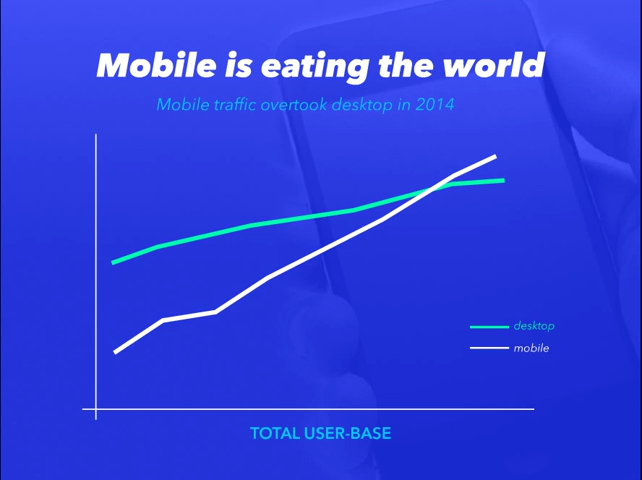 Mobile is eating the world
Mobile traffic overtook desktop in 2014
desktop
mobile
TOTAL USER-BASE